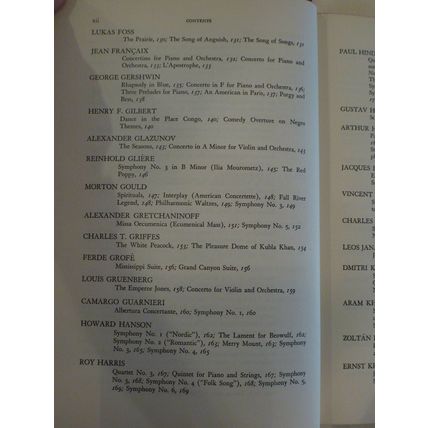 xii CONTENTS
LUKAS FOSS
The Prairie, 130; The Song of Anguish, 131; The Song of Songs, 131
JEAN FRANÇAIX
Concertino for Piano and Orchestra, 132; Concerto for Piano and
Orchestra, 133; L'Apostrophe, 133
GEORGE GERSHWIN
Rhapsody in Blue, 135; Concerto in F for Piano and Orchestra, 136;
Three Preludes for Piano, 137; An American in Paris, 137; Porgy and
Bess, 138
HENRY F. GILBERT
Dance in the Place Congo, 140; Comedy Overture on Negro
Themes, 140
ALEXANDER GLAZUNOV
The Seasons, 143; Concerto in A Minor for Violin and Orchestra, 143
REINHOLD GLIÈRE
Symphony No. 3 in B Minor (Ilia Mourometz), 145; The Red
Poppy, 146
MORTON GOULD
Spirituals, 147; Interplay (American Concertette), 148; Fall River
Legend, 148; Philharmonic Waltzes, 149; Symphony No. 3, 149
ALEXANDER GRETCHANINOFF
Missa Oecumenica (Ecumenical Mass), 151; Symphony No. 5, 152
CHARLES T. GRIFFES
The White Peacock, 153; The Pleasure Dome of Kubla Khan, 154
FERDE GROFÉ
Mississippi Suite, 156; Grand Canyon Suite, 156
LOUIS GRUENBERG
The Emperor Jones, 158; Concerto for Violin and Orchestra, 159
CAMARGO GUARNIERI
Albertura Concertante, 160; Symphony No. 1, 160
HOWARD HANSON
Symphony No. 1 ("Nordic"), 162; The Lament for Beowulf, 162;
Symphony No. 2 ("Romantic"), 163; Merry Mount, 163; Symphony
No. 3, 165; Symphony No. 4, 165
ROY HARRIS
Quartet No. 3, 167; Quintet for Piano and Strings, 167; Symphony
No. 3, 168; Symphony No. 4 ("Folk Song"), 168; Symphony No. 5,
169; Symphony No. 6, 169
PAUL HIND
GUSTAV H
ARTHUR H
JACQUES
VINCENT
CHARLES
LEOS JAN
DMITRI K
ARAM KH
ZOLTÁN
ERNST KR